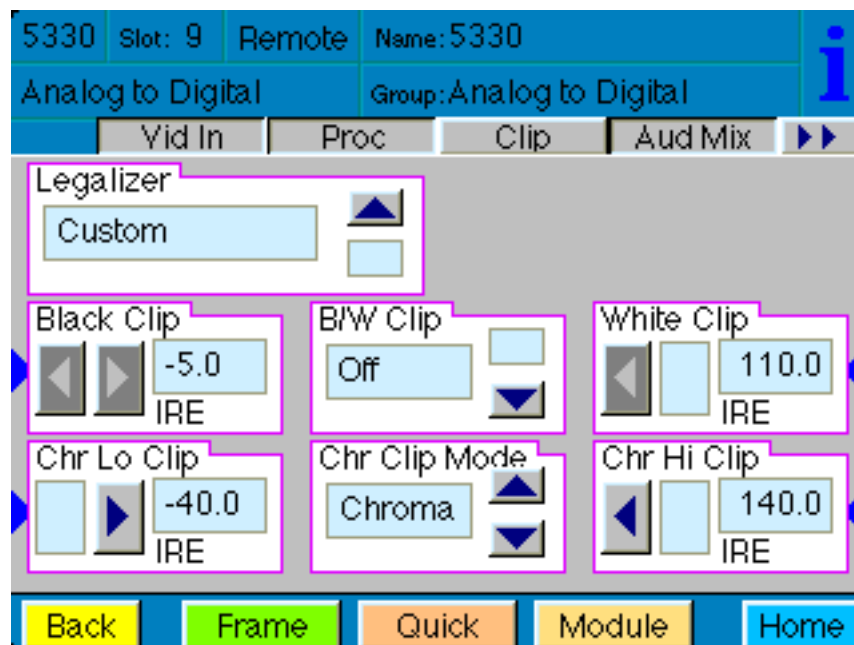 5330 Slot: 9 Remote Name:5330
Analog to Digital Group:Analog to Digital
i
Vid In Proc Clip Aud Mix
Legalizer
Custom
Black Clip B/W Clip White Clip
-5.0 Off 110.0
IRE IRE
Chr Lo Clip Chr Clip Mode Chr Hi Clip
-40.0 Chroma 140.0
IRE IRE
Back Frame Quick Module Home